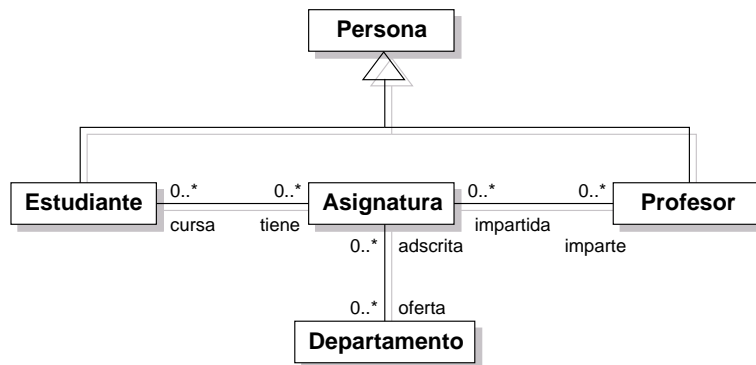 Persona
0..* 0..* 0..* 0..*
Estudiante Asignatura Profesor
cursa tiene impartida imparte
0..* adscrita
0..* oferta
Departamento